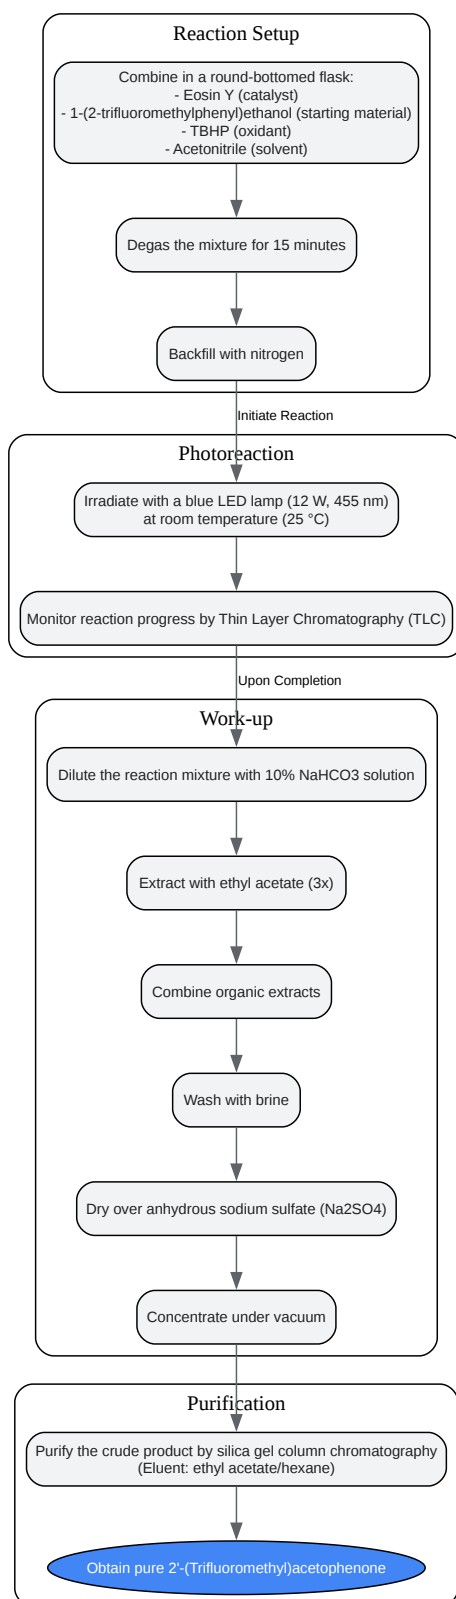 Reaction Setup
Combine in a round-bottomed flask:
- Eosin Y (catalyst)
- 1-(2-trifluoromethylphenyl)ethanol (starting material)
- TBHP (oxidant)
- Acetonitrile (solvent)
Degas the mixture for 15 minutes
Backfill with nitrogen
Initiate Reaction
Photoreaction
Irradiate with a blue LED lamp (12 W, 455 nm)
at room temperature (25 °C)
Monitor reaction progress by Thin Layer Chromatography (TLC)
Upon Completion
Work-up
Dilute the reaction mixture with 10% NaHCO3 solution
Extract with ethyl acetate (3x)
Combine organic extracts
Wash with brine
Dry over anhydrous sodium sulfate (Na2SO4)
Concentrate under vacuum
Purification
Purify the crude product by silica gel column chromatography
(Eluent: ethyl acetate/hexane)
Obtain pure 2'-(Trifluoromethyl)acetophenone